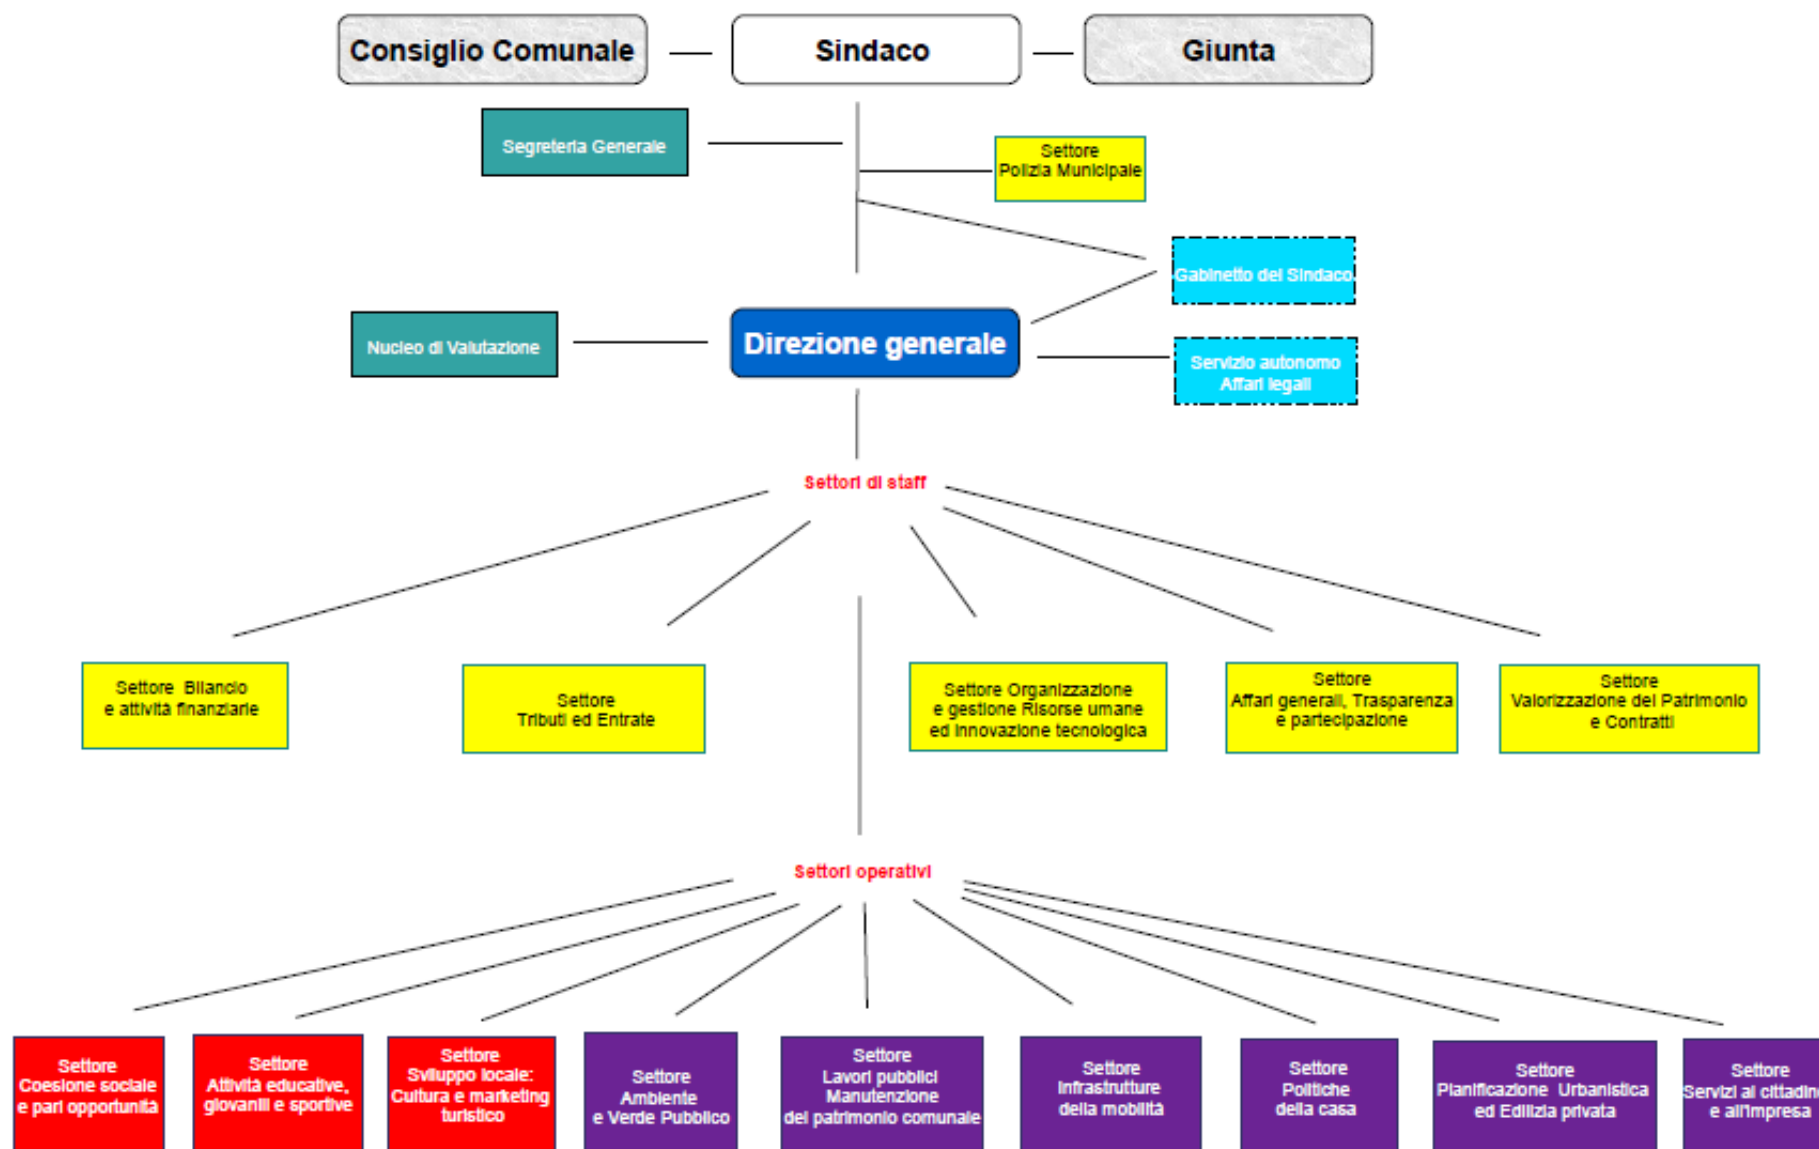 Consiglio Comunale
Sindaco
Giunta
Segreteria Generale
Settore
Polizia Municipale
Gabinetto del Sindaco
Nucleo di Valutazione
Direzione generale
Servizio autonomo
Affari legali
Settori di staff
Settore Bilancio
e attività finanziarie
Settore
Tributi ed Entrate
Settore Organizzazione
e gestione Risorse umane
ed innovazione tecnologica
Settore
Affari generali, Trasparenza
e partecipazione
Settore
Valorizzazione del Patrimonio
e Contratti
Settori operativi
Settore
Coesione sociale
e pari opportunità
Settore
Attività educative,
giovanili e sportive
Settore
Sviluppo locale:
Cultura e marketing
turistico
Settore
Ambiente
e Verde Pubblico
Settore
Lavori pubblici
Manutenzione
del patrimonio comunale
Settore
Infrastrutture
della mobilità
Settore
Politiche
della casa
Settore
Pianificazione Urbanistica
ed Edilizia privata
Settore
Servizi al cittadino
e all'impresa